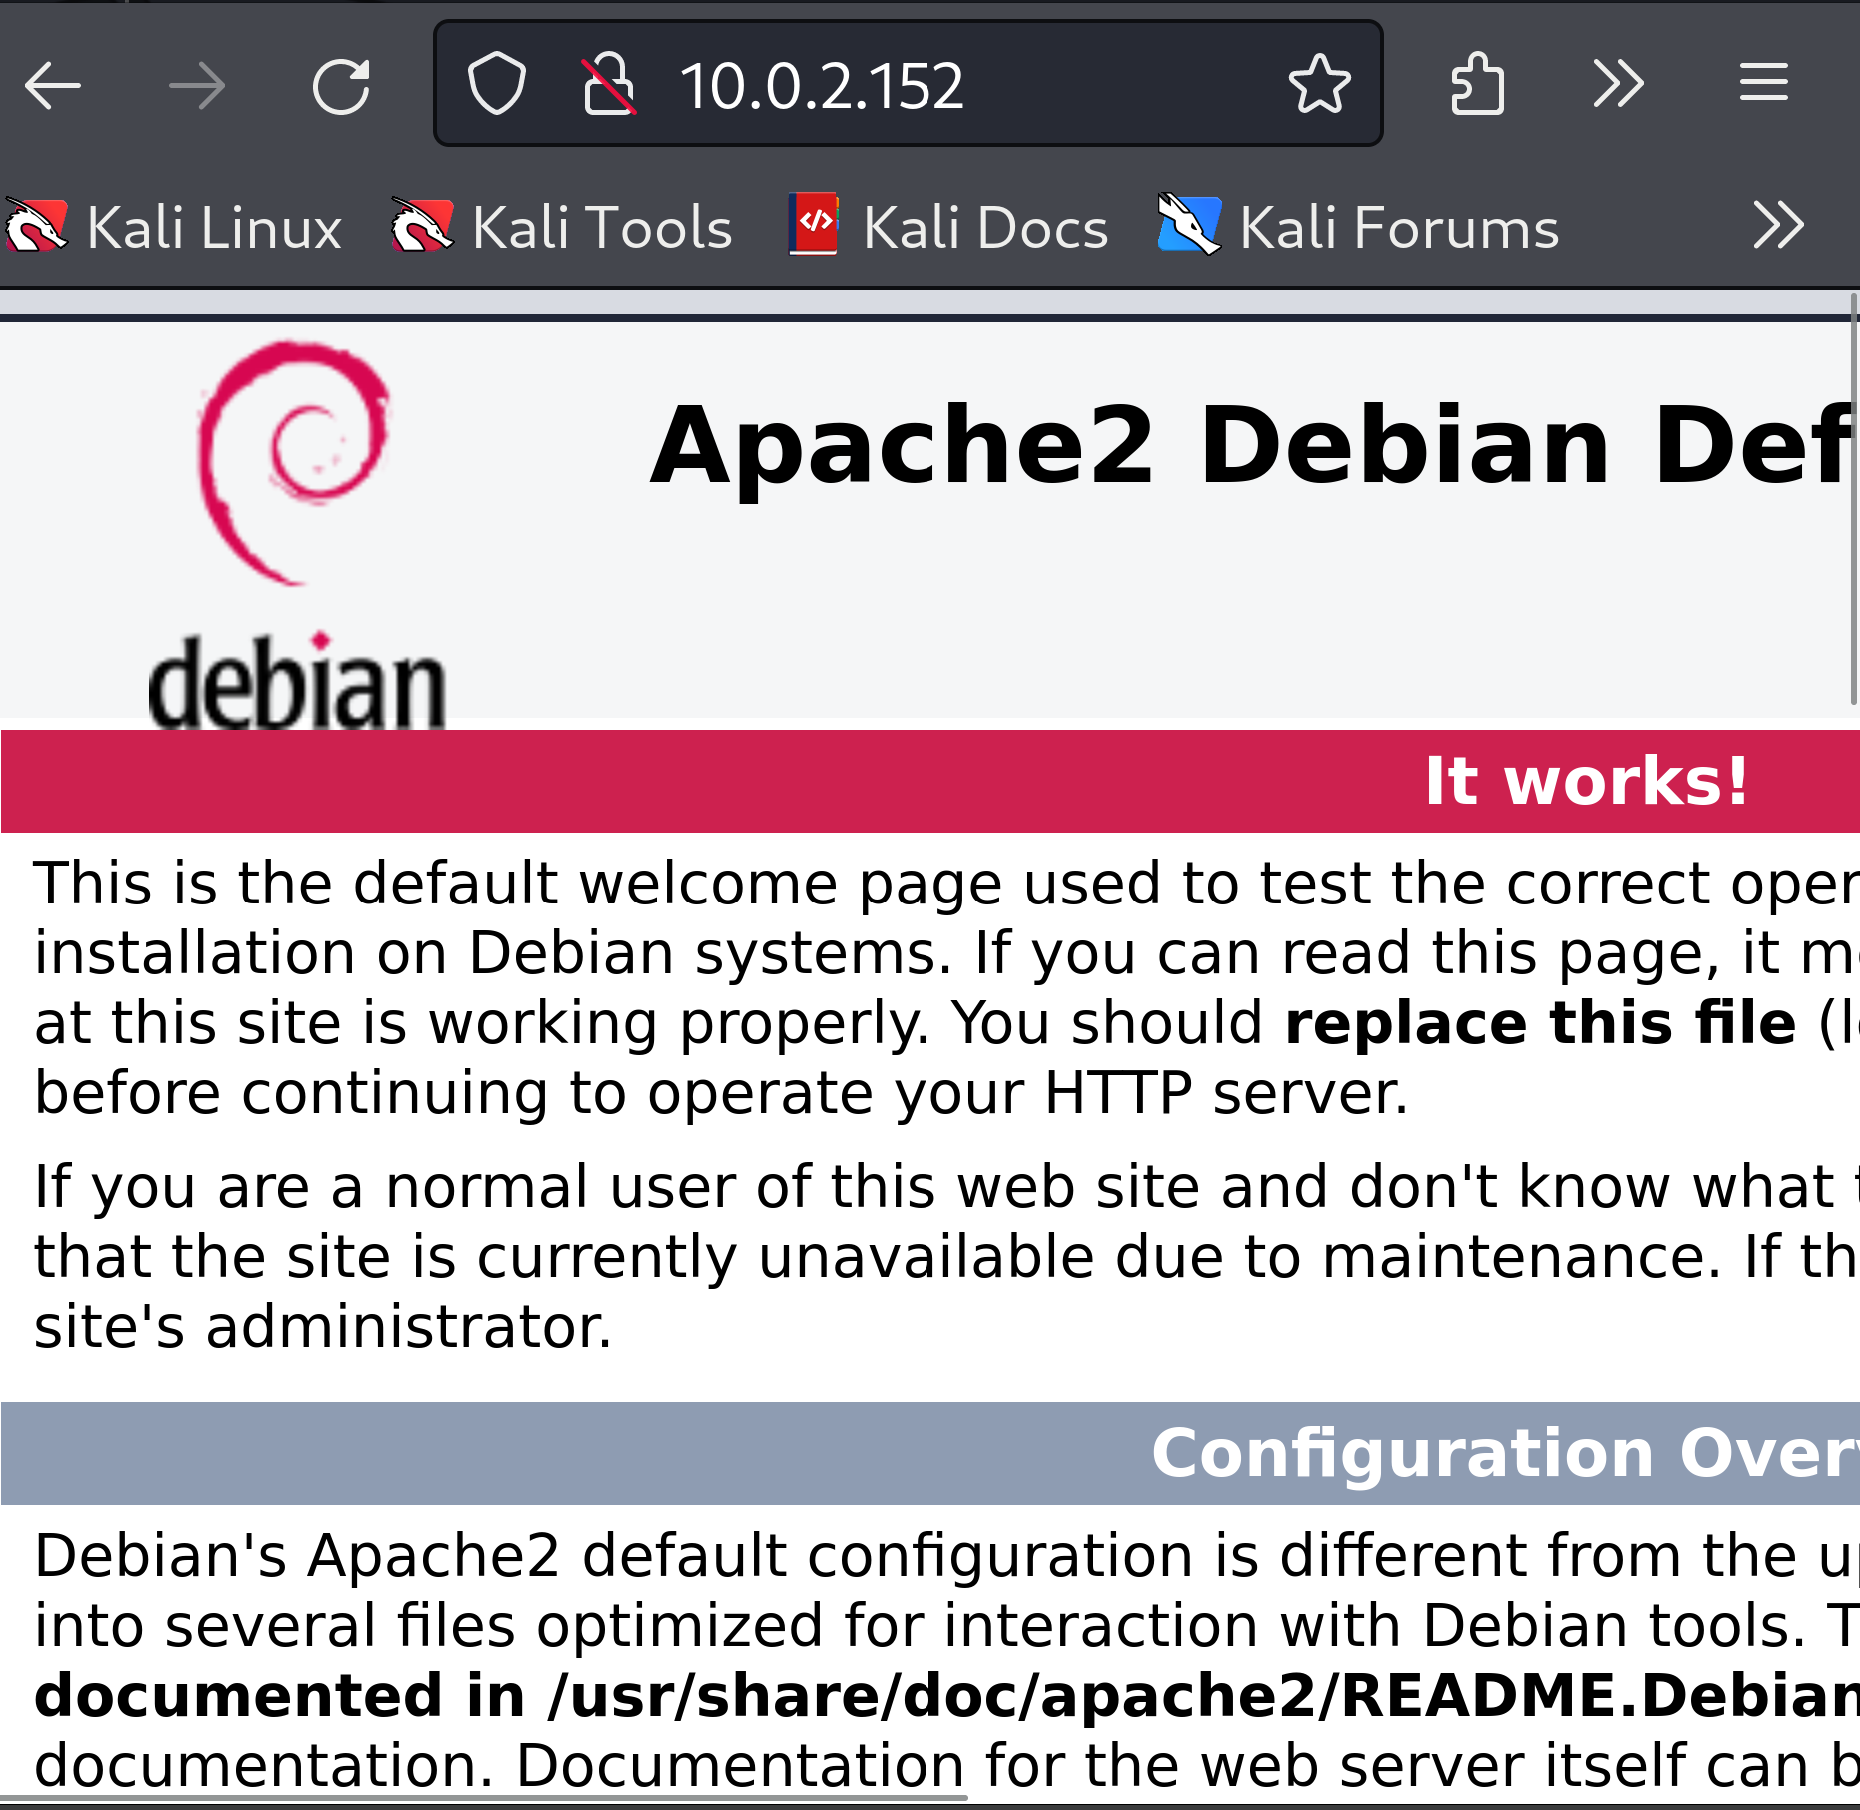 10.0.2.152
Kali Linux Kali Tools Kali Docs Kali Forums
Apache2 Debian Def
debian
It works!
This is the default welcome page used to test the correct oper
installation on Debian systems. If you can read this page, it m
at this site is working properly. You should replace this file (l
before continuing to operate your HTTP server.
If you are a normal user of this web site and don't know what t
that the site is currently unavailable due to maintenance. If th
site's administrator.
Configuration Over
Debian's Apache2 default configuration is different from the up
into several files optimized for interaction with Debian tools. T
documented in /usr/share/doc/apache2/README.Debian
documentation. Documentation for the web server itself can b